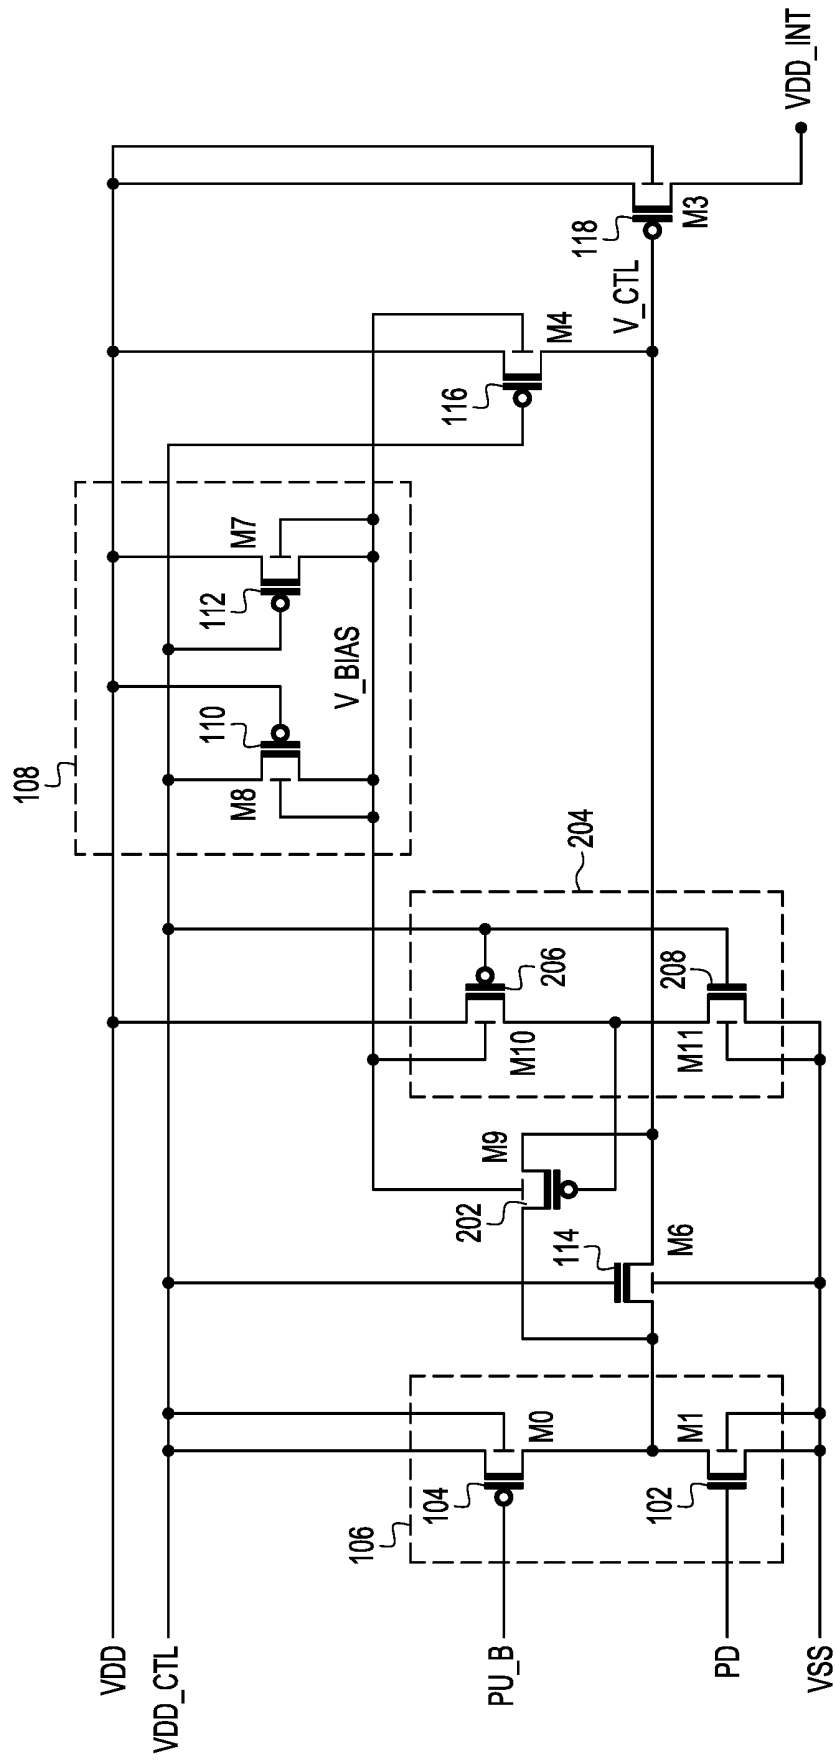 VDD
VDD_CTL
PU_B
PD
VSS
106
104
M0
102
M1
114
M6
202
M9
204
206
M10
208
M11
108
110
M8
112
M7
V_BIAS
116
M4
V_CTL
118
M3
VDD_INT